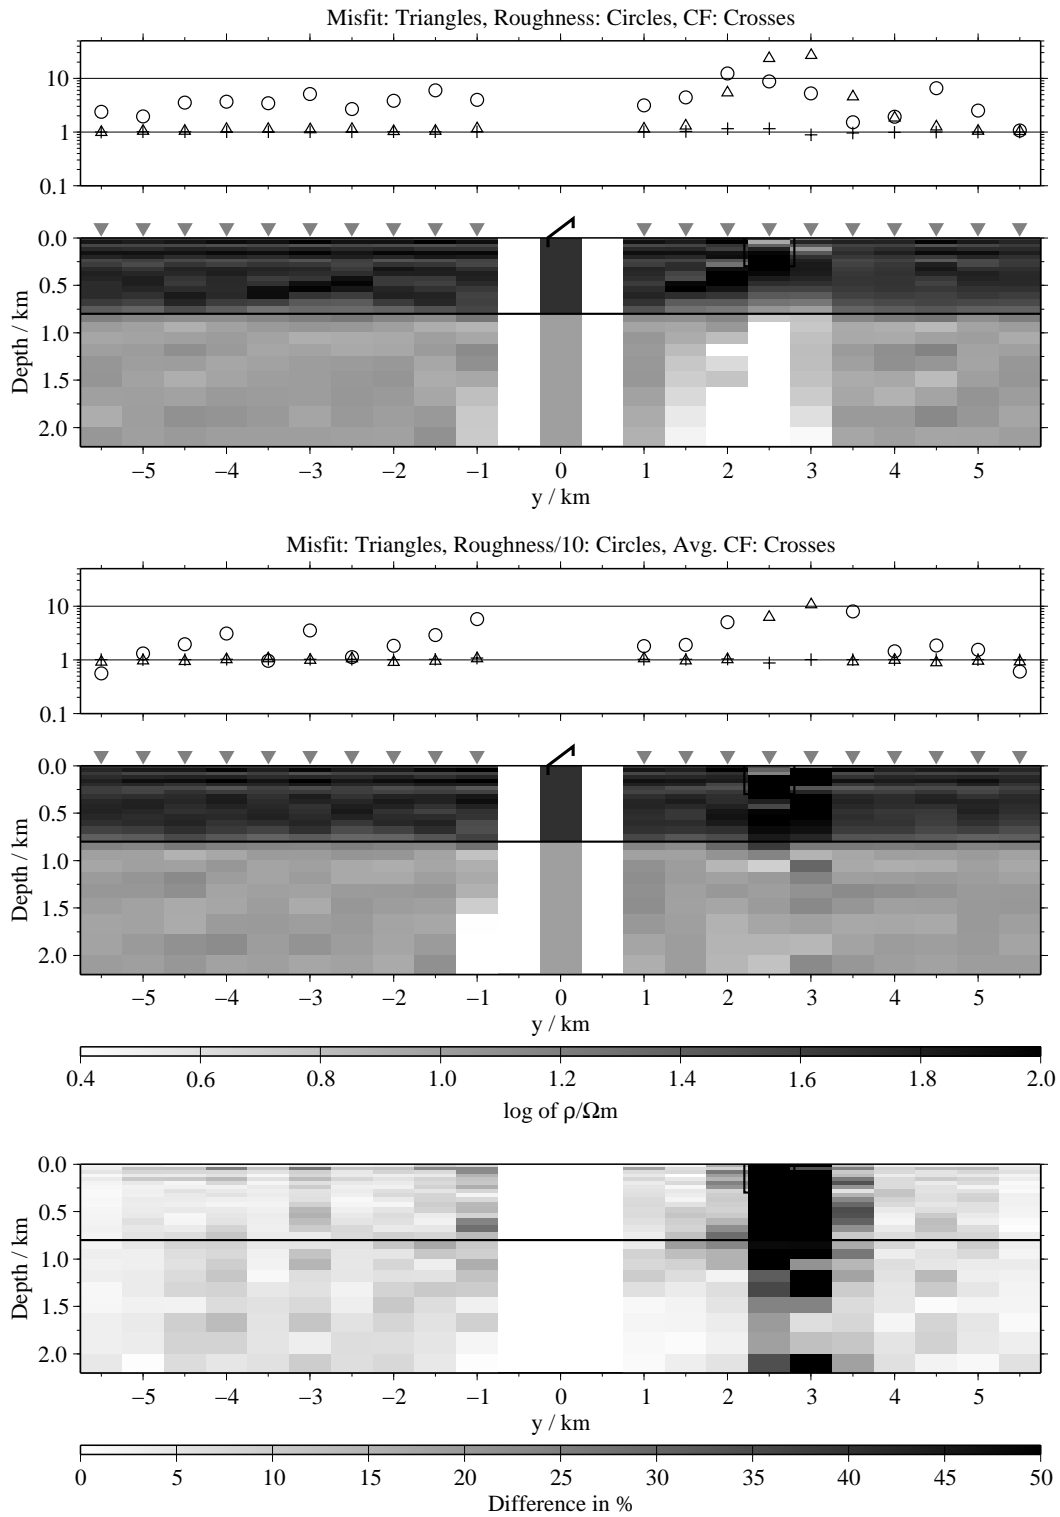 Misfit: Triangles, Roughness: Circles, CF: Crosses
10
1
0.1
0.0
0.5
1.0
1.5
2.0
Depth / km
−5 −4 −3 −2 −1 0 1 2 3 4 5
y / km
Misfit: Triangles, Roughness/10: Circles, Avg. CF: Crosses
10
1
0.1
0.0
0.5
1.0
1.5
2.0
Depth / km
−5 −4 −3 −2 −1 0 1 2 3 4 5
y / km
0.4 0.6 0.8 1.0 1.2 1.4 1.6 1.8 2.0
log of ρ/Ωm
0.0
0.5
1.0
1.5
2.0
Depth / km
−5 −4 −3 −2 −1 0 1 2 3 4 5
y / km
0 5 10 15 20 25 30 35 40 45 50
Difference in %